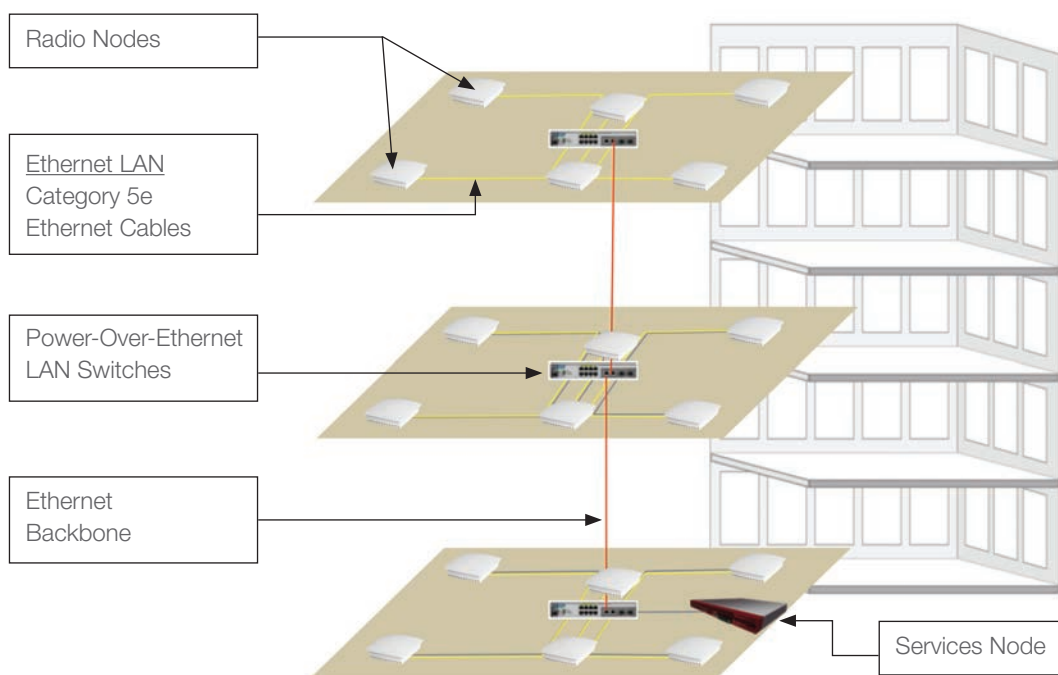 Radio Nodes
Ethernet LAN
Category 5e
Ethernet Cables
Power-Over-Ethernet
LAN Switches
Ethernet
Backbone
Services Node